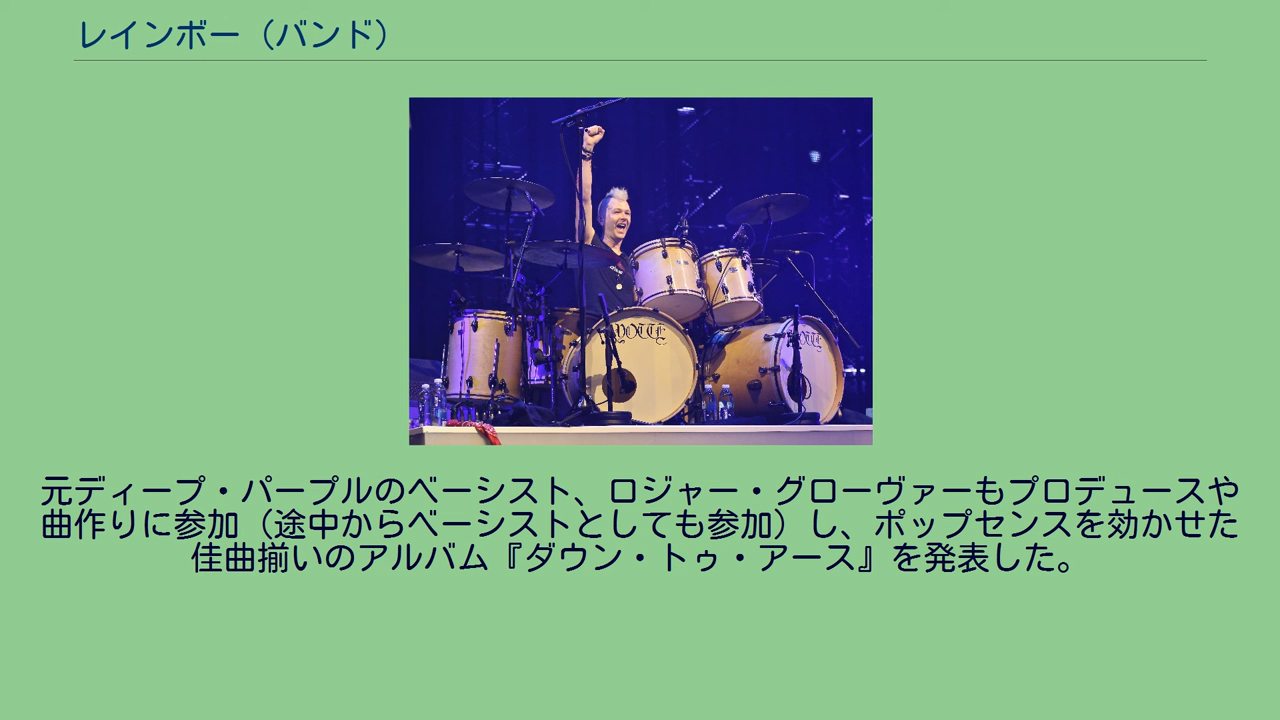 レインボー（バンド）
元ディープ・パープルのベーシスト、ロジャー・グローヴァーもプロデュースや
曲作りに参加（途中からベーシストとしても参加）し、ポップセンスを効かせた
佳曲揃いのアルバム『ダウン・トゥ・アース』を発表した。